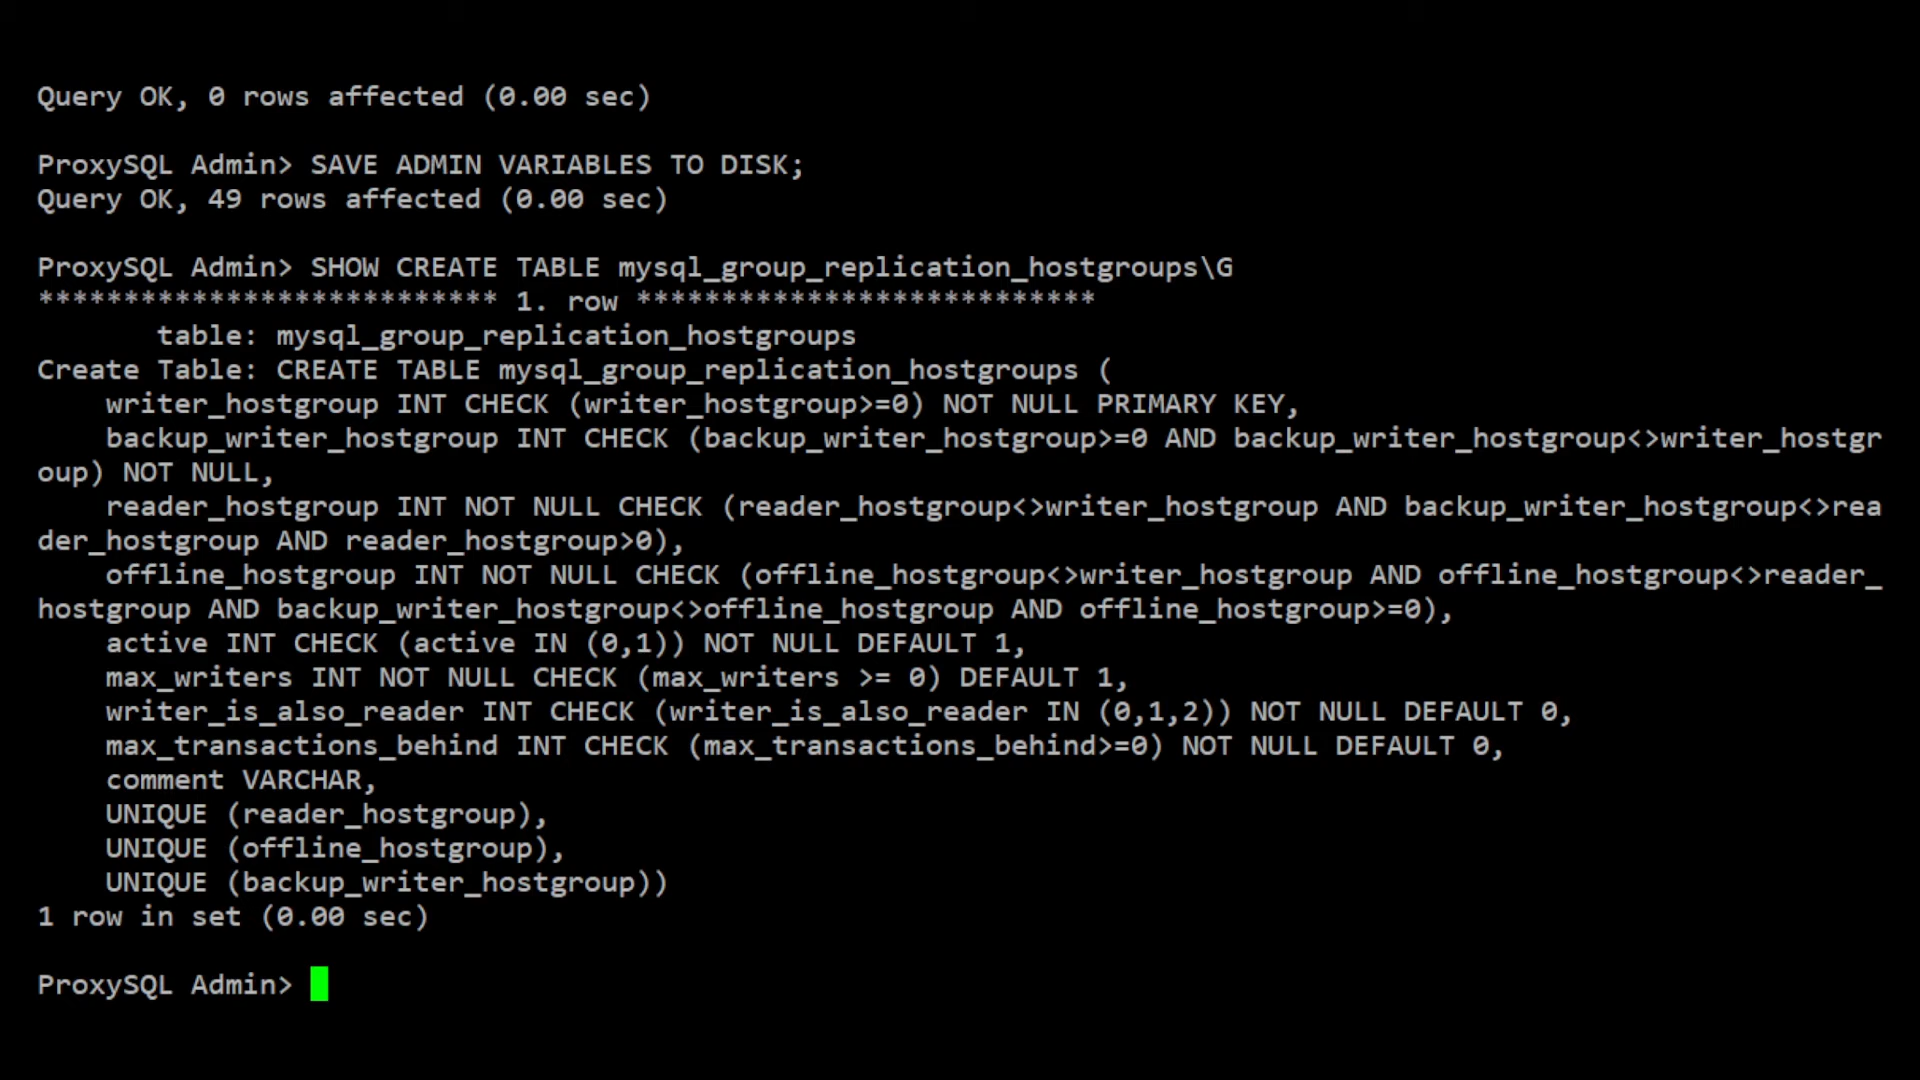 Query OK, 0 rows affected (0.00 sec)
ProxySQL Admin> SAVE ADMIN VARIABLES TO DISK;
Query OK, 49 rows affected (0.00 sec)
ProxySQL Admin> SHOW CREATE TABLE mysql_group_replication_hostgroups\G
*************************** 1. row ***************************
       table: mysql_group_replication_hostgroups
Create Table: CREATE TABLE mysql_group_replication_hostgroups (
    writer_hostgroup INT CHECK (writer_hostgroup>=0) NOT NULL PRIMARY KEY,
    backup_writer_hostgroup INT CHECK (backup_writer_hostgroup>=0 AND backup_writer_hostgroup<>writer_hostgr
oup) NOT NULL,
    reader_hostgroup INT NOT NULL CHECK (reader_hostgroup<>writer_hostgroup AND backup_writer_hostgroup<>rea
der_hostgroup AND reader_hostgroup>0),
    offline_hostgroup INT NOT NULL CHECK (offline_hostgroup<>writer_hostgroup AND offline_hostgroup<>reader_
hostgroup AND backup_writer_hostgroup<>offline_hostgroup AND offline_hostgroup>=0),
    active INT CHECK (active IN (0,1)) NOT NULL DEFAULT 1,
    max_writers INT NOT NULL CHECK (max_writers >= 0) DEFAULT 1,
    writer_is_also_reader INT CHECK (writer_is_also_reader IN (0,1,2)) NOT NULL DEFAULT 0,
    max_transactions_behind INT CHECK (max_transactions_behind>=0) NOT NULL DEFAULT 0,
    comment VARCHAR,
    UNIQUE (reader_hostgroup),
    UNIQUE (offline_hostgroup),
    UNIQUE (backup_writer_hostgroup))
1 row in set (0.00 sec)
ProxySQL Admin>